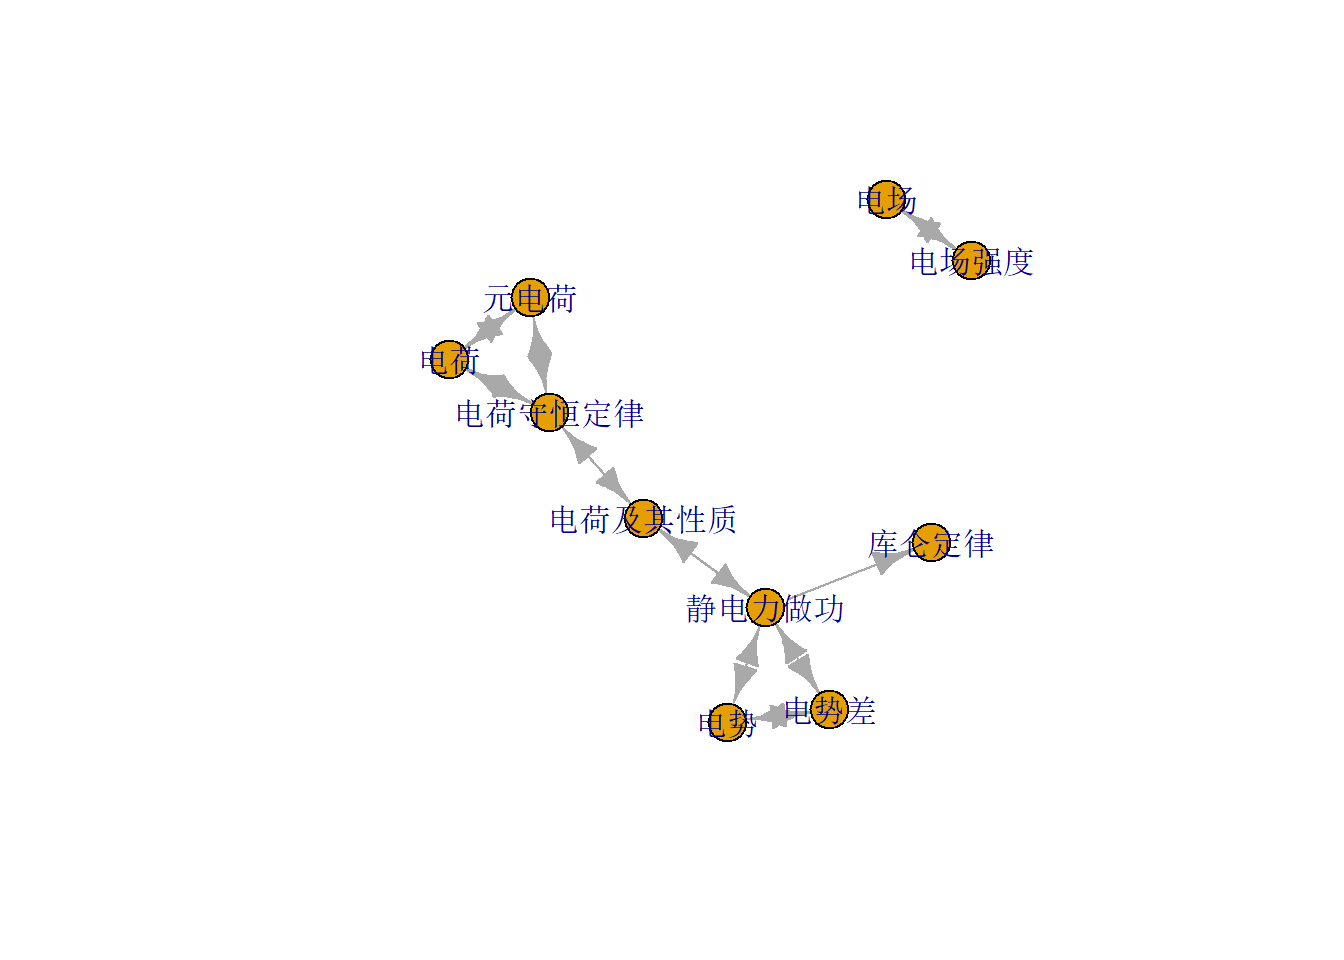 电场
电场强度
元电荷
电荷
电荷守恒定律
电荷及其性质
库仑定律
静电力做功
电势差
电势